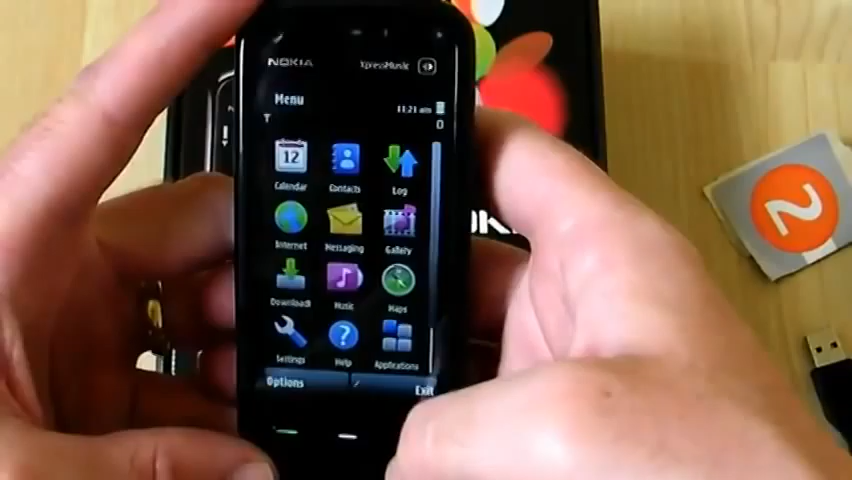 NOKIA
XpressMusic
Menu
11:21 am
12
Calendar
Contacts
Log
Internet
Messaging
Gallery
Music
Maps
Settings
?
Help
Applications
Options
Exit
2